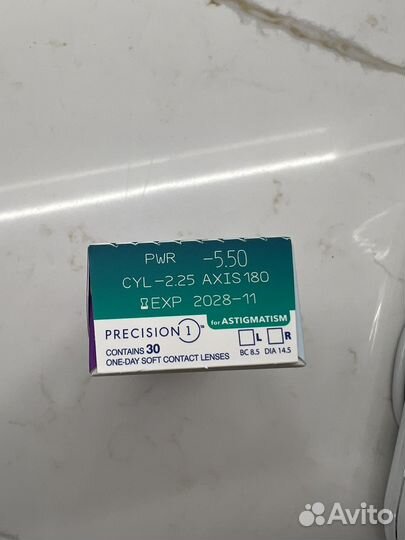 PWR -5.50
CYL-2.25 AXIS 180
EXP 2028-11
PRECISION 1™ for ASTIGMATISM
CONTAINS 30 L R
ONE-DAY SOFT CONTACT LENSES BC 8.5 DIA 14.5
Avito